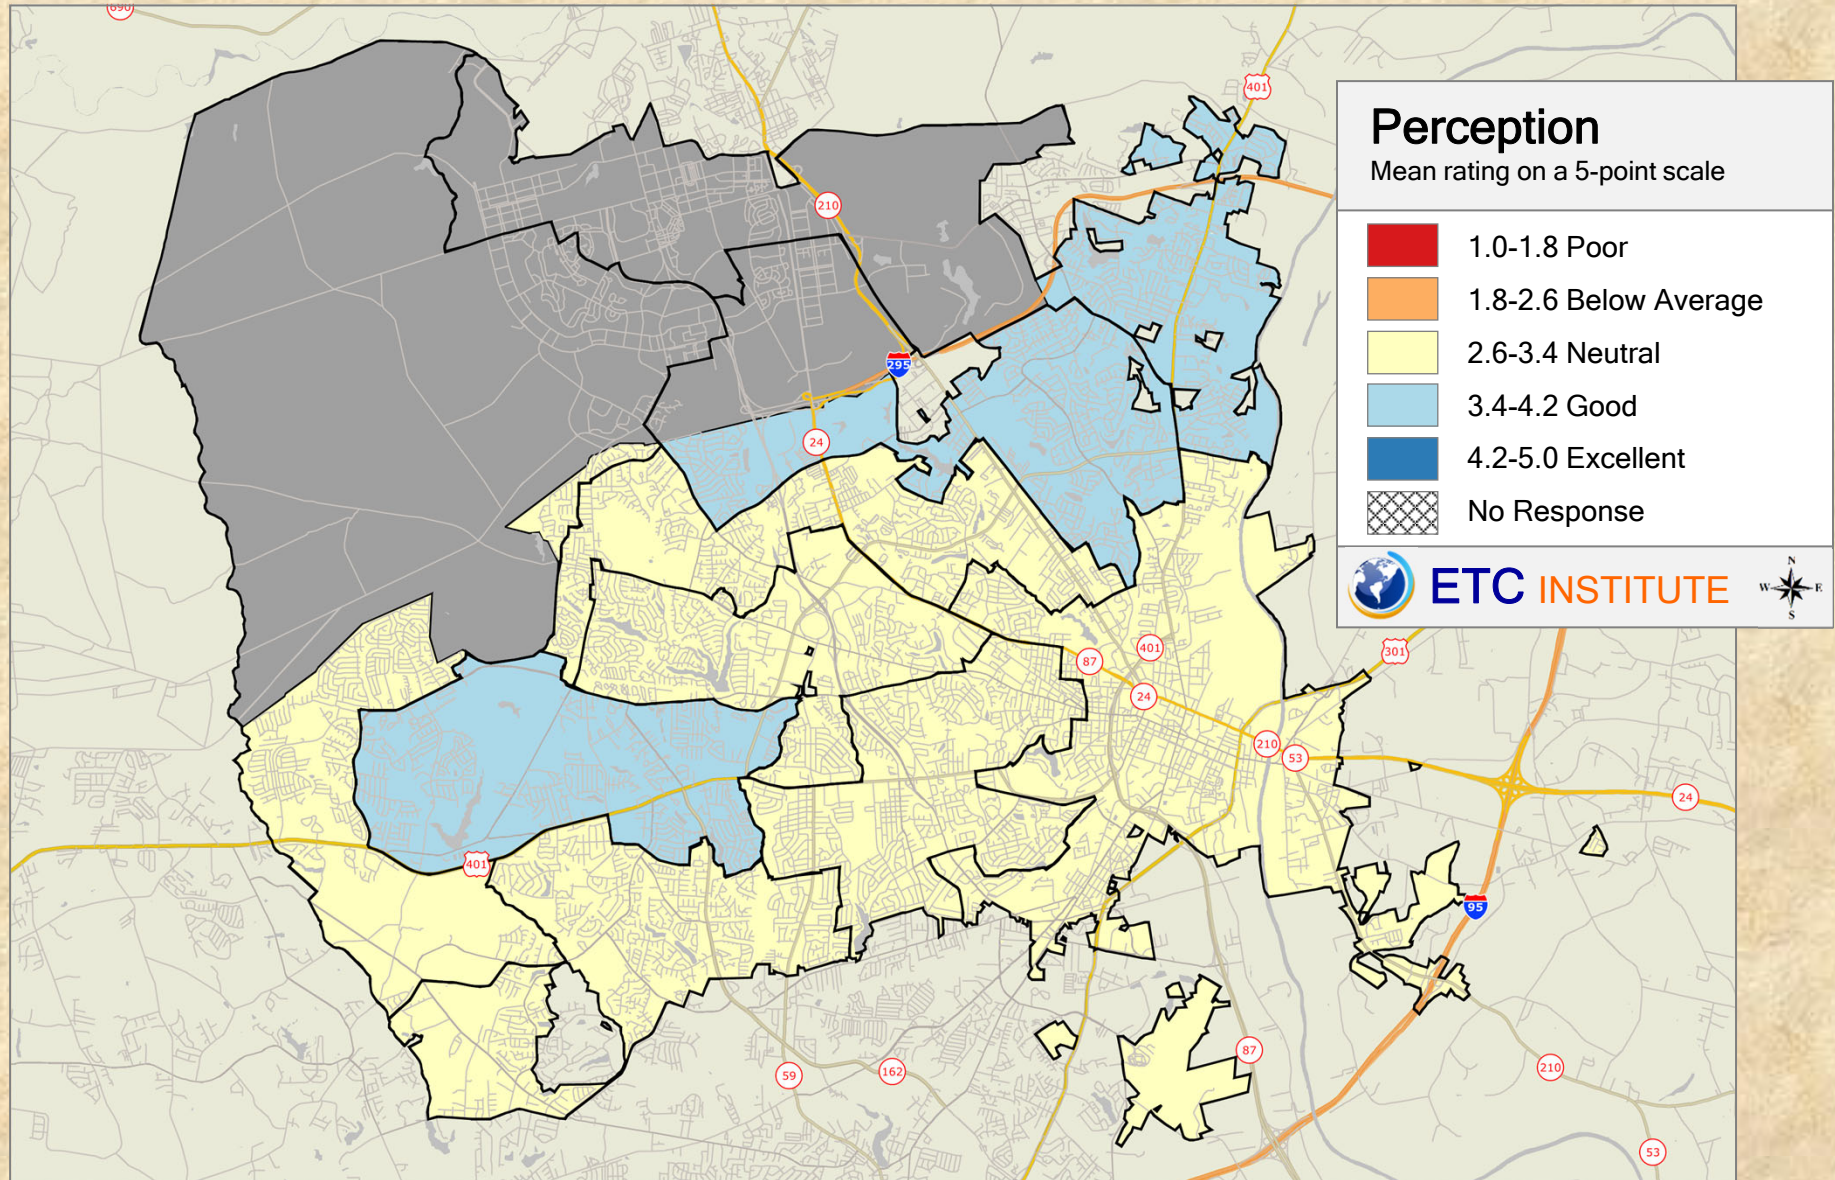 690
401
Perception
Mean rating on a 5-point scale
210
1.0-1.8 Poor
1.8-2.6 Below Average
2.6-3.4 Neutral
295
3.4-4.2 Good
24
4.2-5.0 Excellent
No Response
N
W E
S
ETC INSTITUTE
401
301
87
24
210
53
24
401
95
87
210
59
162
53